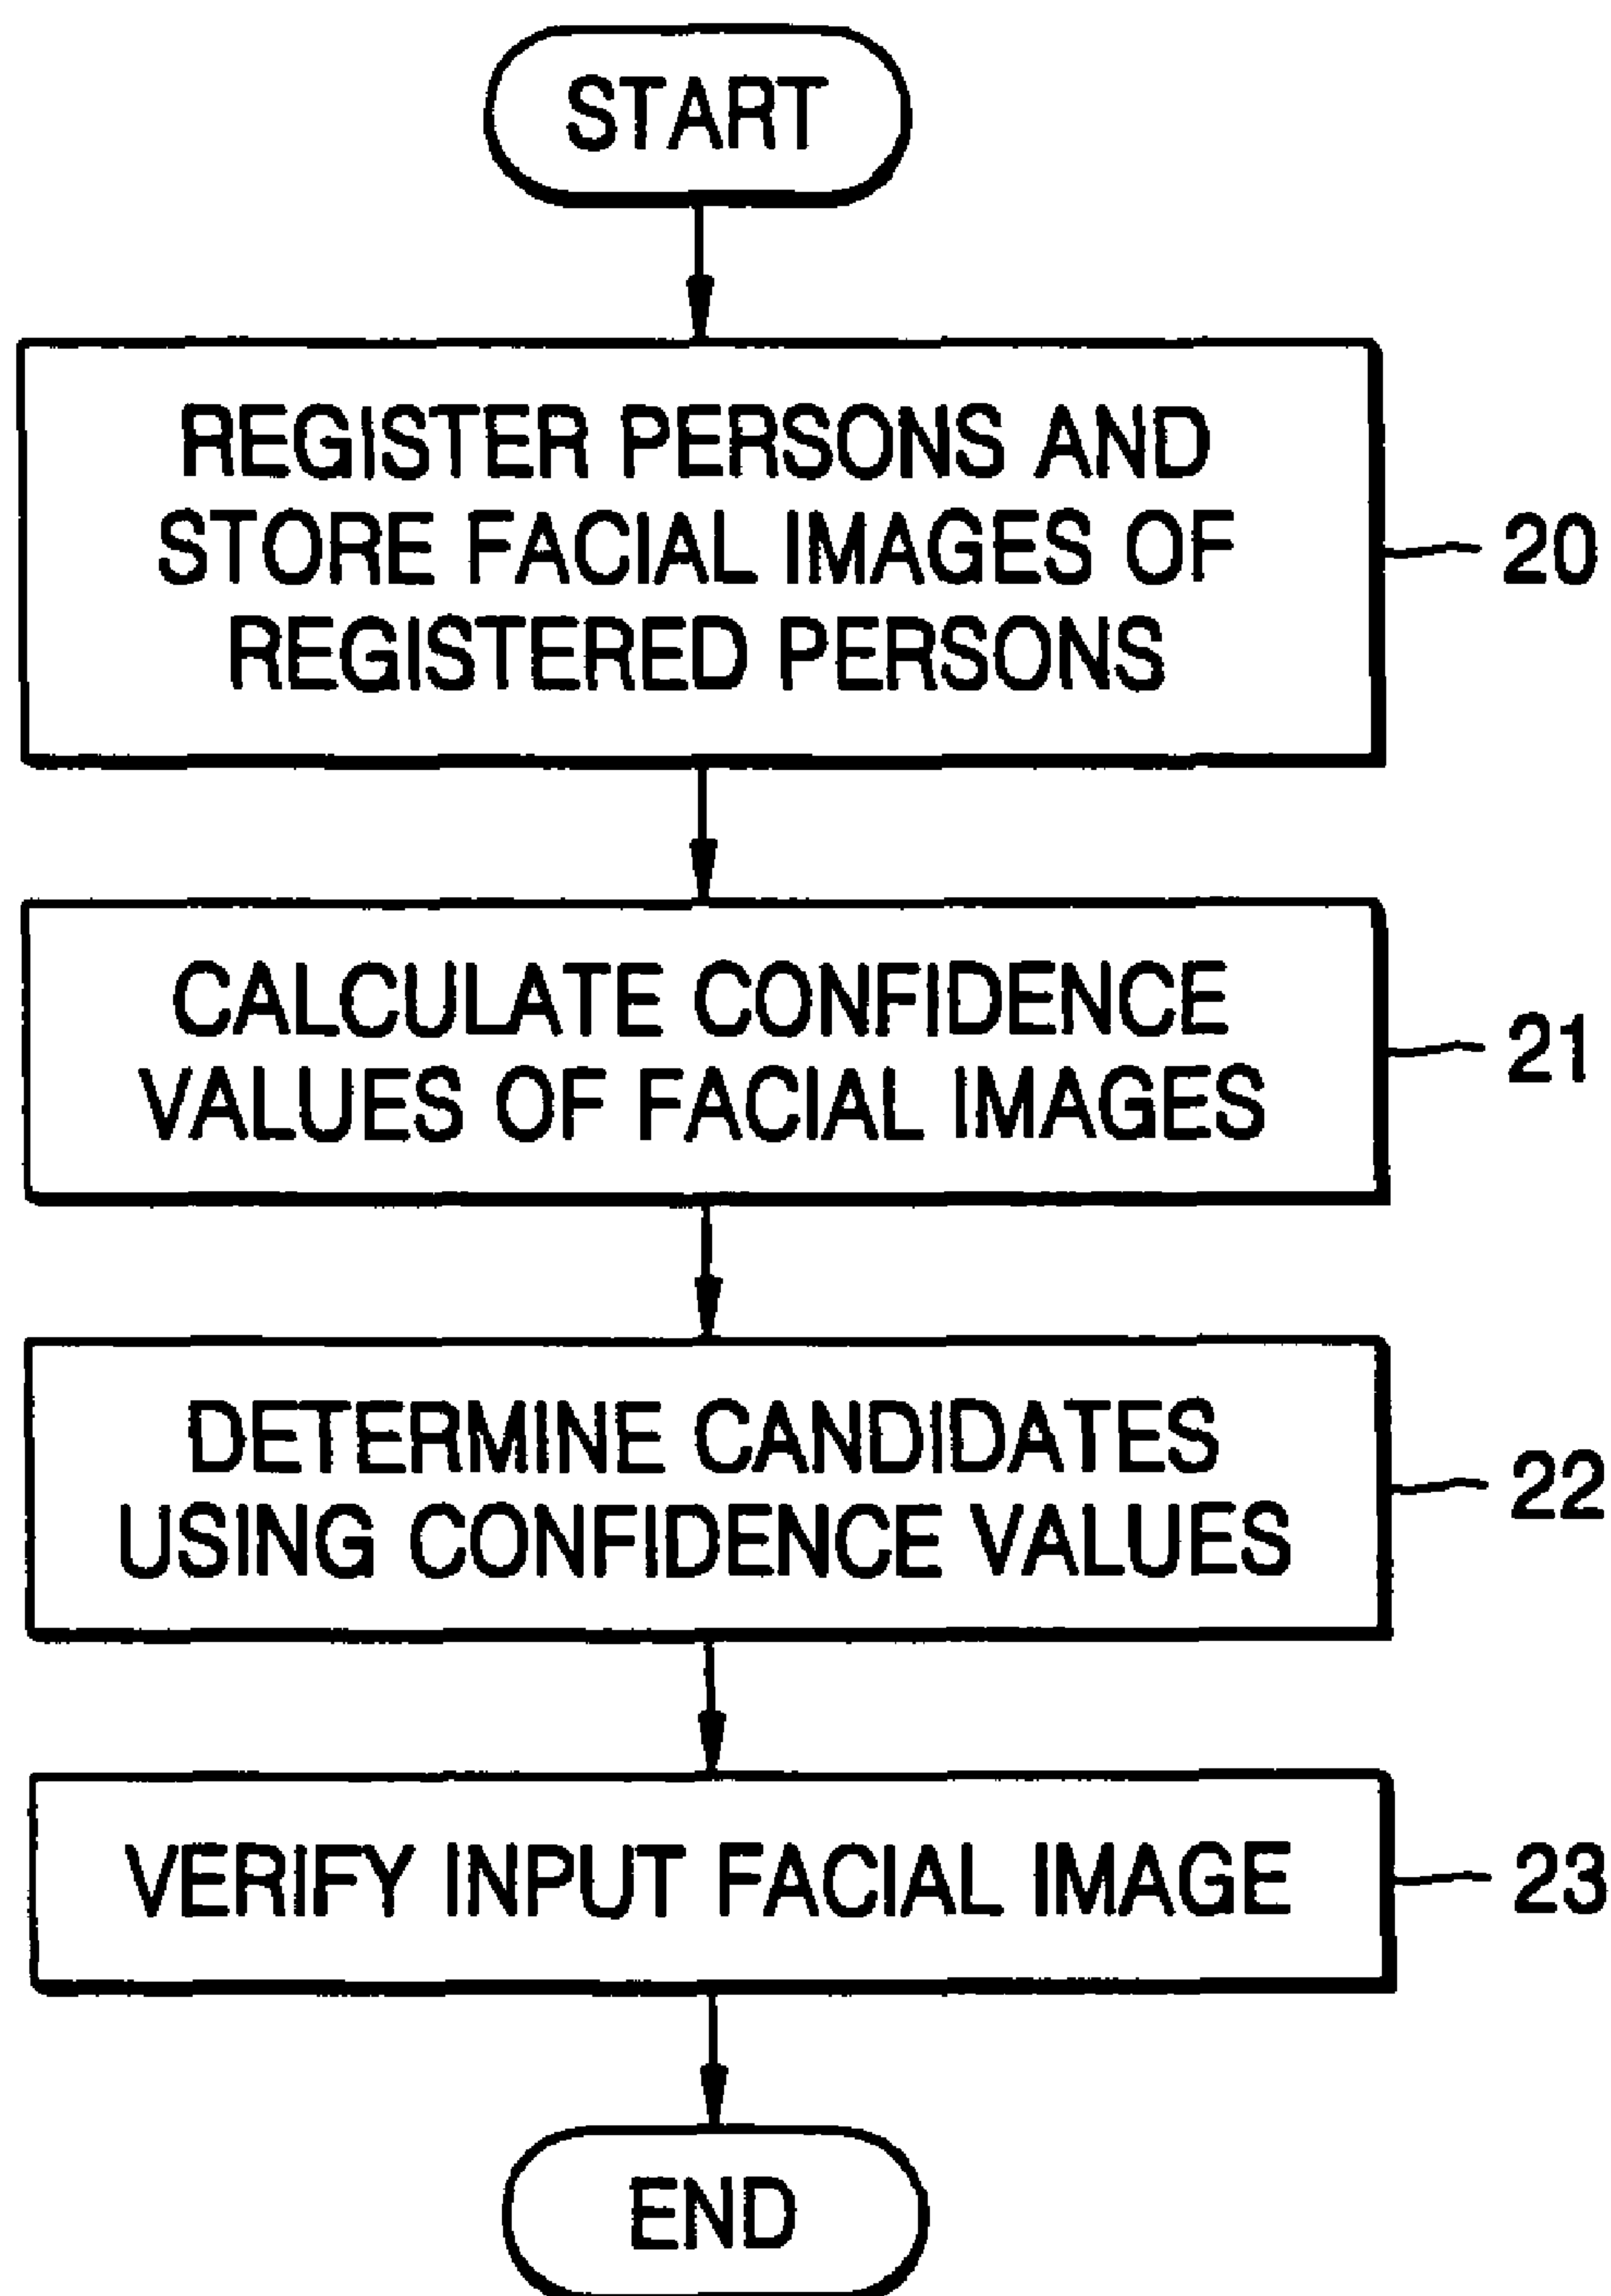 START
REGISTER PERSONS AND
STORE FACIAL IMAGES OF
REGISTERED PERSONS
20
CALCULATE CONFIDENCE
VALUES OF FACIAL IMAGES
21
DETERMINE CANDIDATES
USING CONFIDENCE VALUES
22
VERIFY INPUT FACIAL IMAGE
23
END